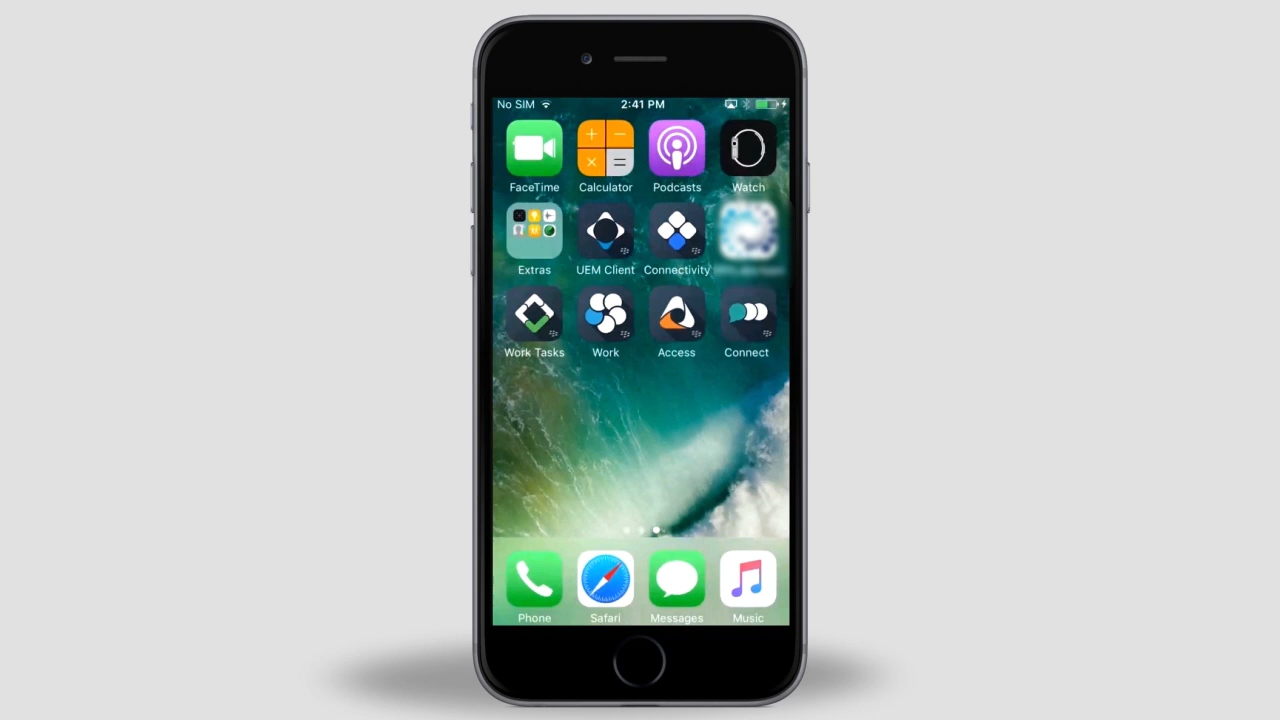 No SIM 2:41 PM
FaceTime Calculator Podcasts Watch
Extras UEM Client Connectivity
Work Tasks Work Access Connect
Phone Safari Messages Music